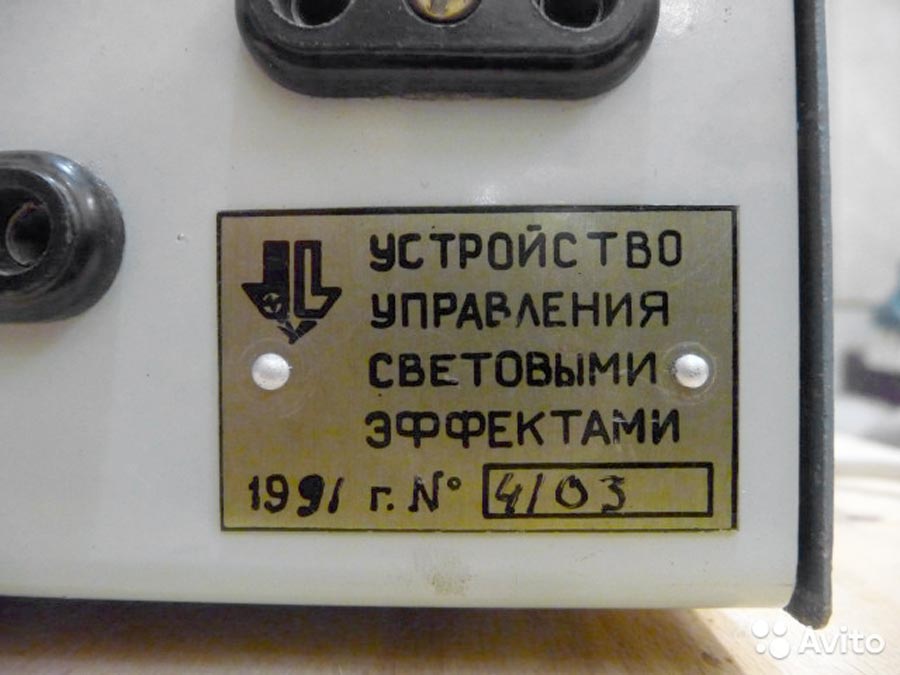 УСТРОЙСТВО
УПРАВЛЕНИЯ
СВЕТОВЫМИ
ЭФФЕКТАМИ
1991 г. № 4103
Avito